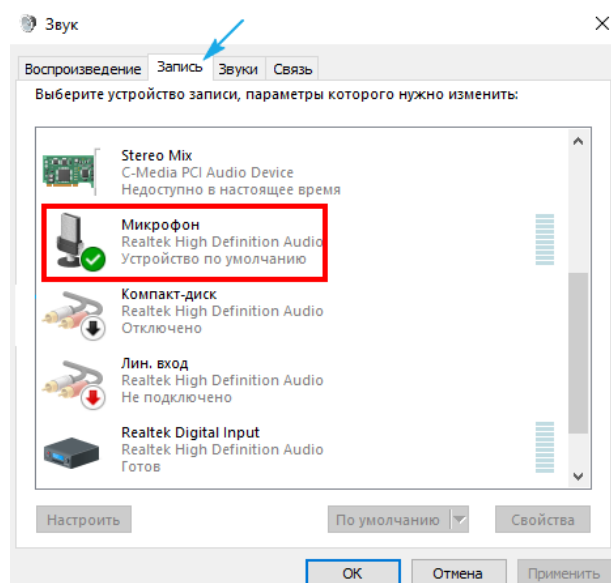 Звук
Воспроизведение Запись Звуки Связь
Выберите устройство записи, параметры которого нужно изменить:
Stereo Mix
C-Media PCI Audio Device
Недоступно в настоящее время
Микрофон
Realtek High Definition Audio
Устройство по умолчанию
Компакт-диск
Realtek High Definition Audio
Отключено
Лин. вход
Realtek High Definition Audio
Не подключено
Realtek Digital Input
Realtek High Definition Audio
Готов
Настроить По умолчанию Свойства
ОК Отмена Применить